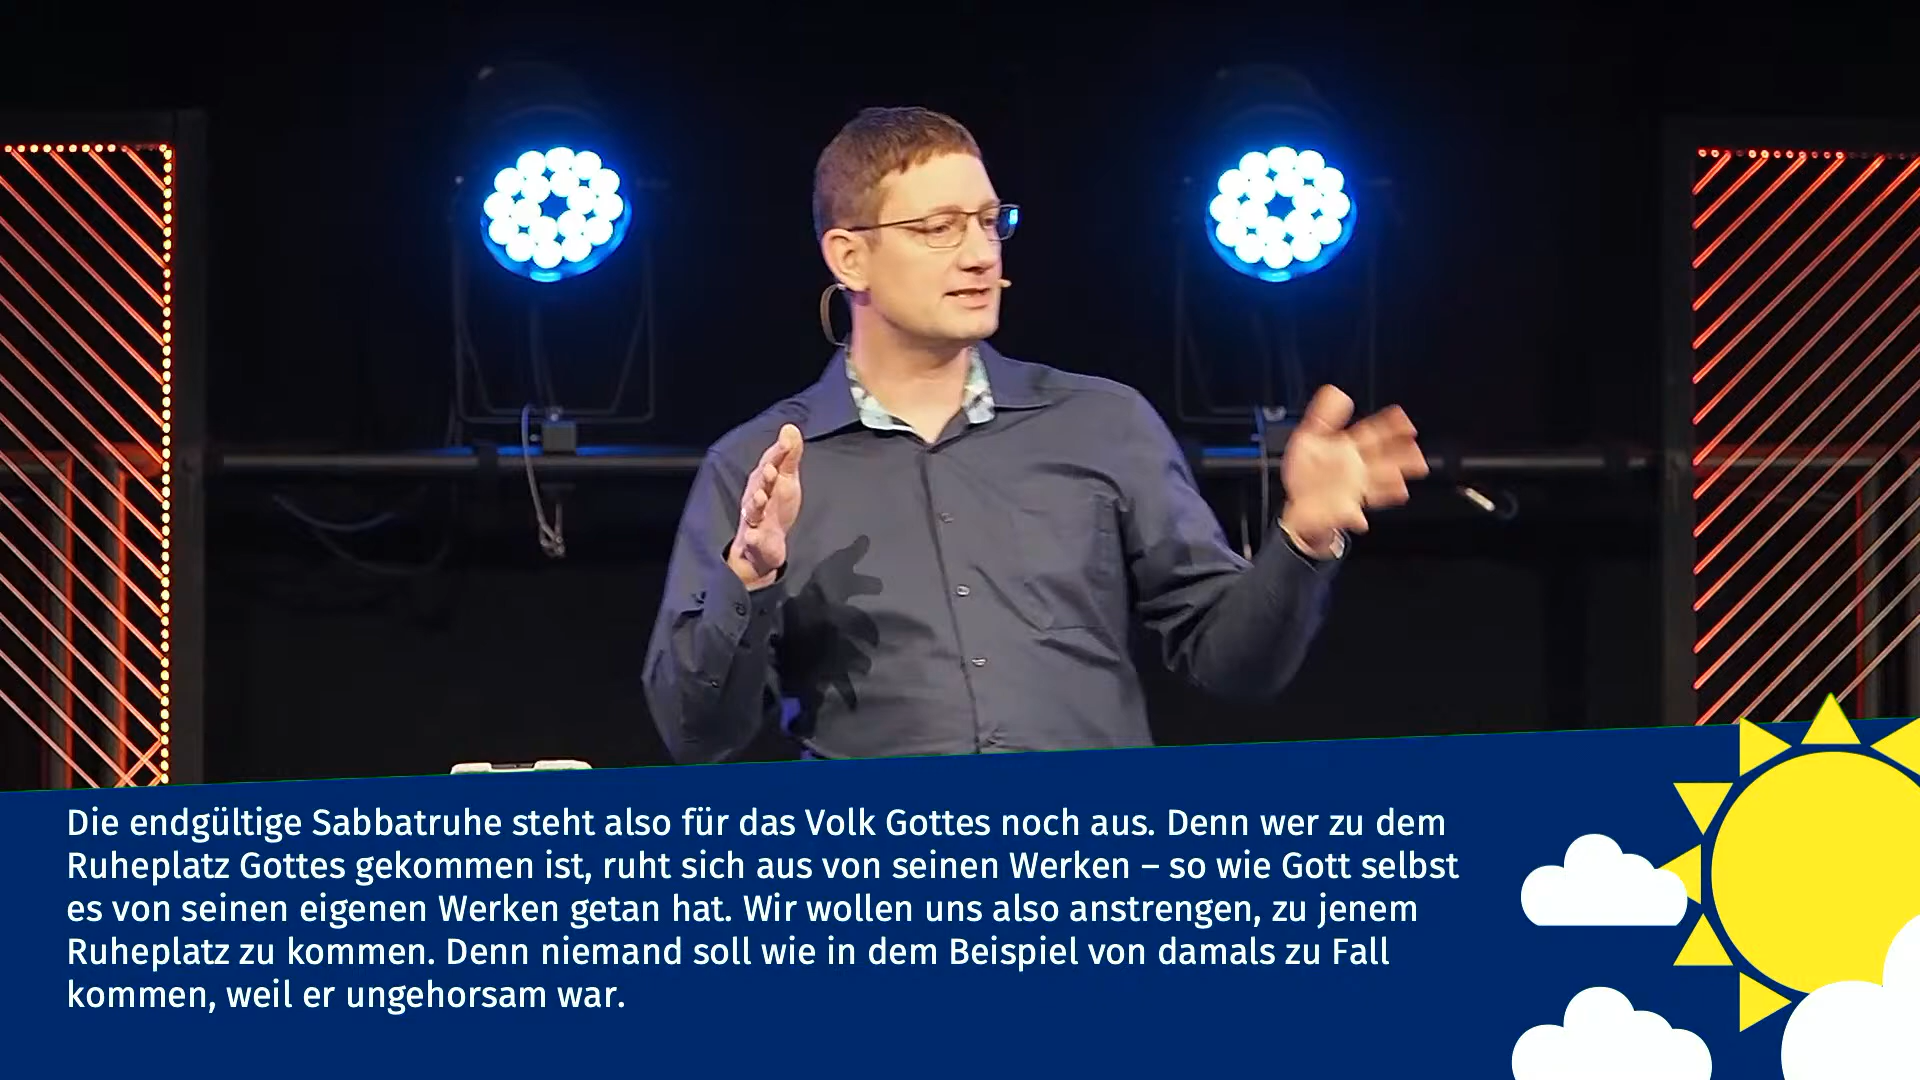 Die endgültige Sabbatruhe steht also für das Volk Gottes noch aus. Denn wer zu dem
Ruheplatz Gottes gekommen ist, ruht sich aus von seinen Werken – so wie Gott selbst
es von seinen eigenen Werken getan hat. Wir wollen uns also anstrengen, zu jenem
Ruheplatz zu kommen. Denn niemand soll wie in dem Beispiel von damals zu Fall
kommen, weil er ungehorsam war.